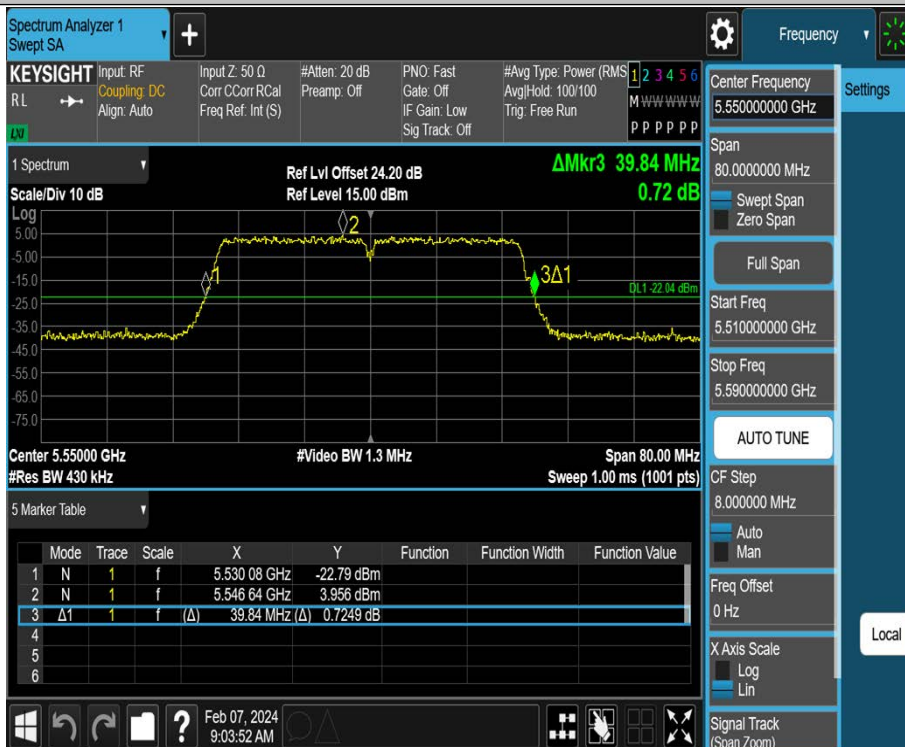 Spectrum Analyzer 1
Swept SA
+
Frequency
KEYSIGHT
RL
LXI
Input: RF
Coupling: DC
Align: Auto
Input Z: 50 Ω
Corr CCorr RCal
Freq Ref: Int (S)
#Atten: 20 dB
Preamp: Off
PNO: Fast
Gate: Off
IF Gain: Low
Sig Track: Off
#Avg Type: Power (RMS
Avg|Hold: 100/100
Trig: Free Run
1 2 3 4 5 6
M W W W W W
P P P P P P
1 Spectrum
Scale/Div 10 dB
Ref Lvl Offset 24.20 dB
Ref Level 15.00 dBm
ΔMkr3 39.84 MHz
0.72 dB
Log
5.00
-5.00
-15.0
-25.0
-35.0
-45.0
-55.0
-65.0
-75.0
1
2
3Δ1
DL1 -22.04 dBm
Center 5.55000 GHz
#Res BW 430 kHz
#Video BW 1.3 MHz
Span 80.00 MHz
Sweep 1.00 ms (1001 pts)
5 Marker Table
Mode Trace Scale X Y Function Function Width Function Value
1 N 1 f 5.530 08 GHz -22.79 dBm
2 N 1 f 5.546 64 GHz 3.956 dBm
3 Δ1 1 f (Δ) 39.84 MHz (Δ) 0.7249 dB
4
5
6
?
Feb 07, 2024
9:03:52 AM
Center Frequency
5.550000000 GHz
Span
80.0000000 MHz
Swept Span
Zero Span
Full Span
Start Freq
5.510000000 GHz
Stop Freq
5.590000000 GHz
AUTO TUNE
CF Step
8.000000 MHz
Auto
Man
Freq Offset
0 Hz
X Axis Scale
Log
Lin
Signal Track
(Span Zoom)
Settings
Local